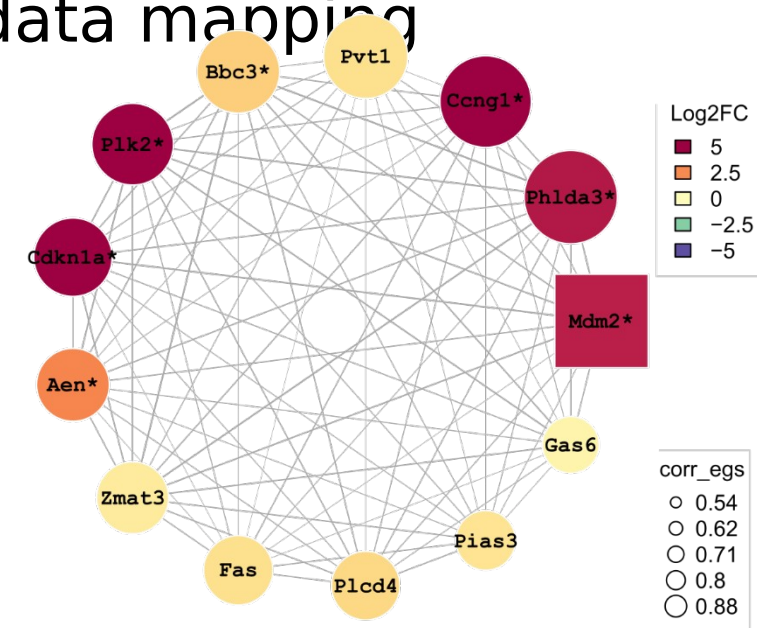 data mapping
Pvt1
Bbc3*
Ccng1*
Plk2*
Phlda3*
Cdkn1a*
Mdm2*
Aen*
Gas6
Zmat3
Pias3
Fas
Plcd4
Log2FC
5
2.5
0
−2.5
−5
corr_egs
0.54
0.62
0.71
0.8
0.88